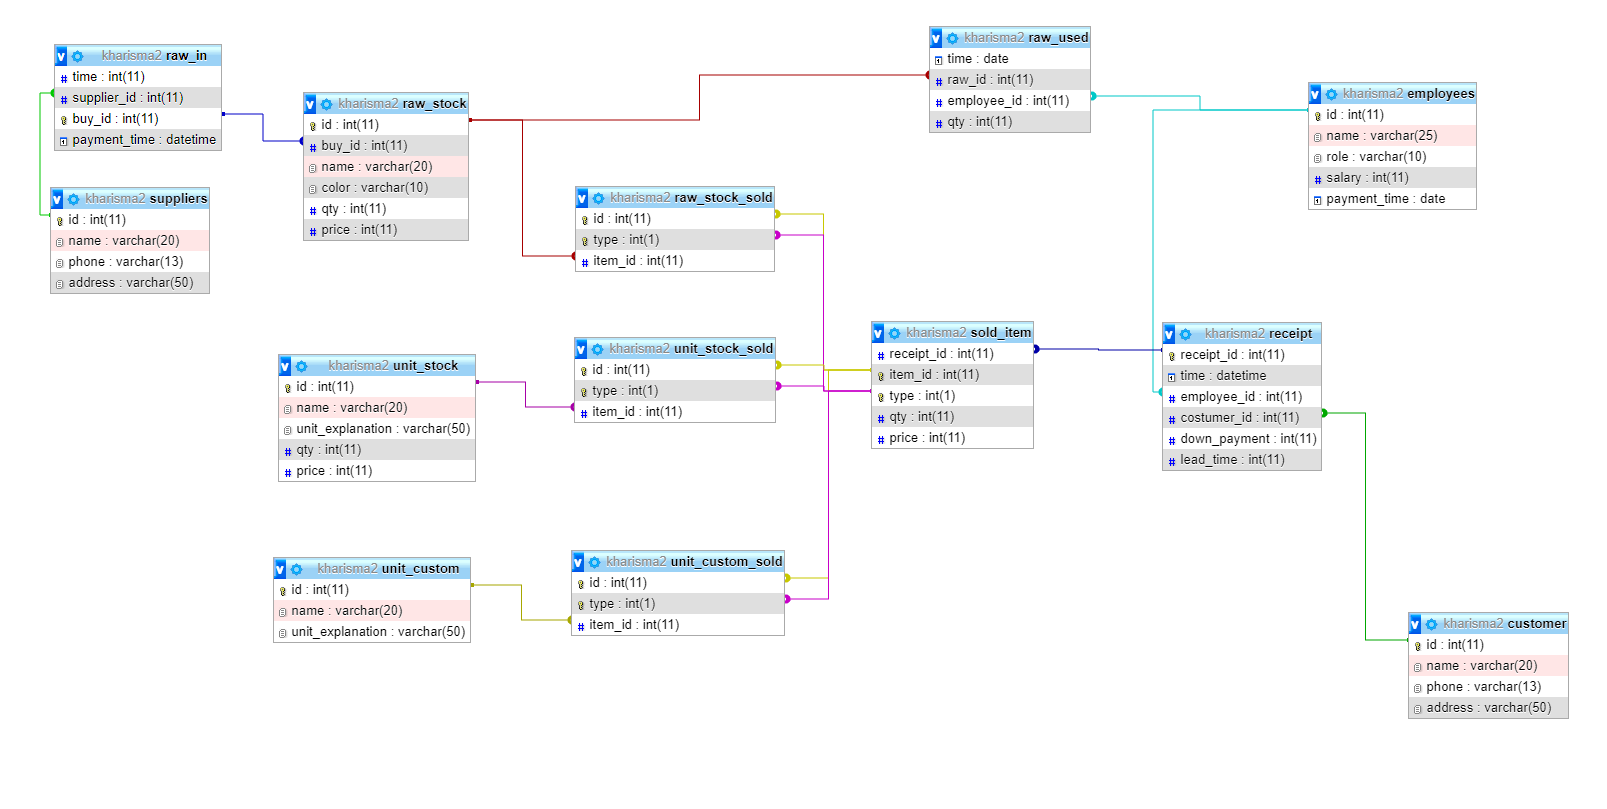 kharisma2 raw_in
time : int(11)
supplier_id : int(11)
buy_id : int(11)
payment_time : datetime
kharisma2 suppliers
id : int(11)
name : varchar(20)
phone : varchar(13)
address : varchar(50)
kharisma2 raw_stock
id : int(11)
buy_id : int(11)
name : varchar(20)
color : varchar(10)
qty : int(11)
price : int(11)
kharisma2 unit_stock
id : int(11)
name : varchar(20)
unit_explanation : varchar(50)
qty : int(11)
price : int(11)
kharisma2 unit_custom
id : int(11)
name : varchar(20)
unit_explanation : varchar(50)
kharisma2 raw_stock_sold
id : int(11)
type : int(1)
item_id : int(11)
kharisma2 unit_stock_sold
id : int(11)
type : int(1)
item_id : int(11)
kharisma2 unit_custom_sold
id : int(11)
type : int(1)
item_id : int(11)
kharisma2 raw_used
time : date
raw_id : int(11)
employee_id : int(11)
qty : int(11)
kharisma2 sold_item
receipt_id : int(11)
item_id : int(11)
type : int(1)
qty : int(11)
price : int(11)
kharisma2 employees
id : int(11)
name : varchar(25)
role : varchar(10)
salary : int(11)
payment_time : date
kharisma2 receipt
receipt_id : int(11)
time : datetime
employee_id : int(11)
costumer_id : int(11)
down_payment : int(11)
lead_time : int(11)
kharisma2 customer
id : int(11)
name : varchar(20)
phone : varchar(13)
address : varchar(50)